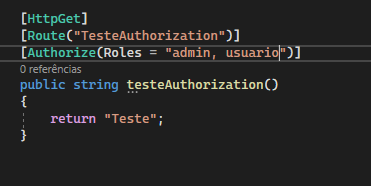 [HttpGet]
[Route("TesteAuthorization")]
[Authorize(Roles = "admin, usuario")]
0 referências
public string testeAuthorization()
{
return "Teste";
}